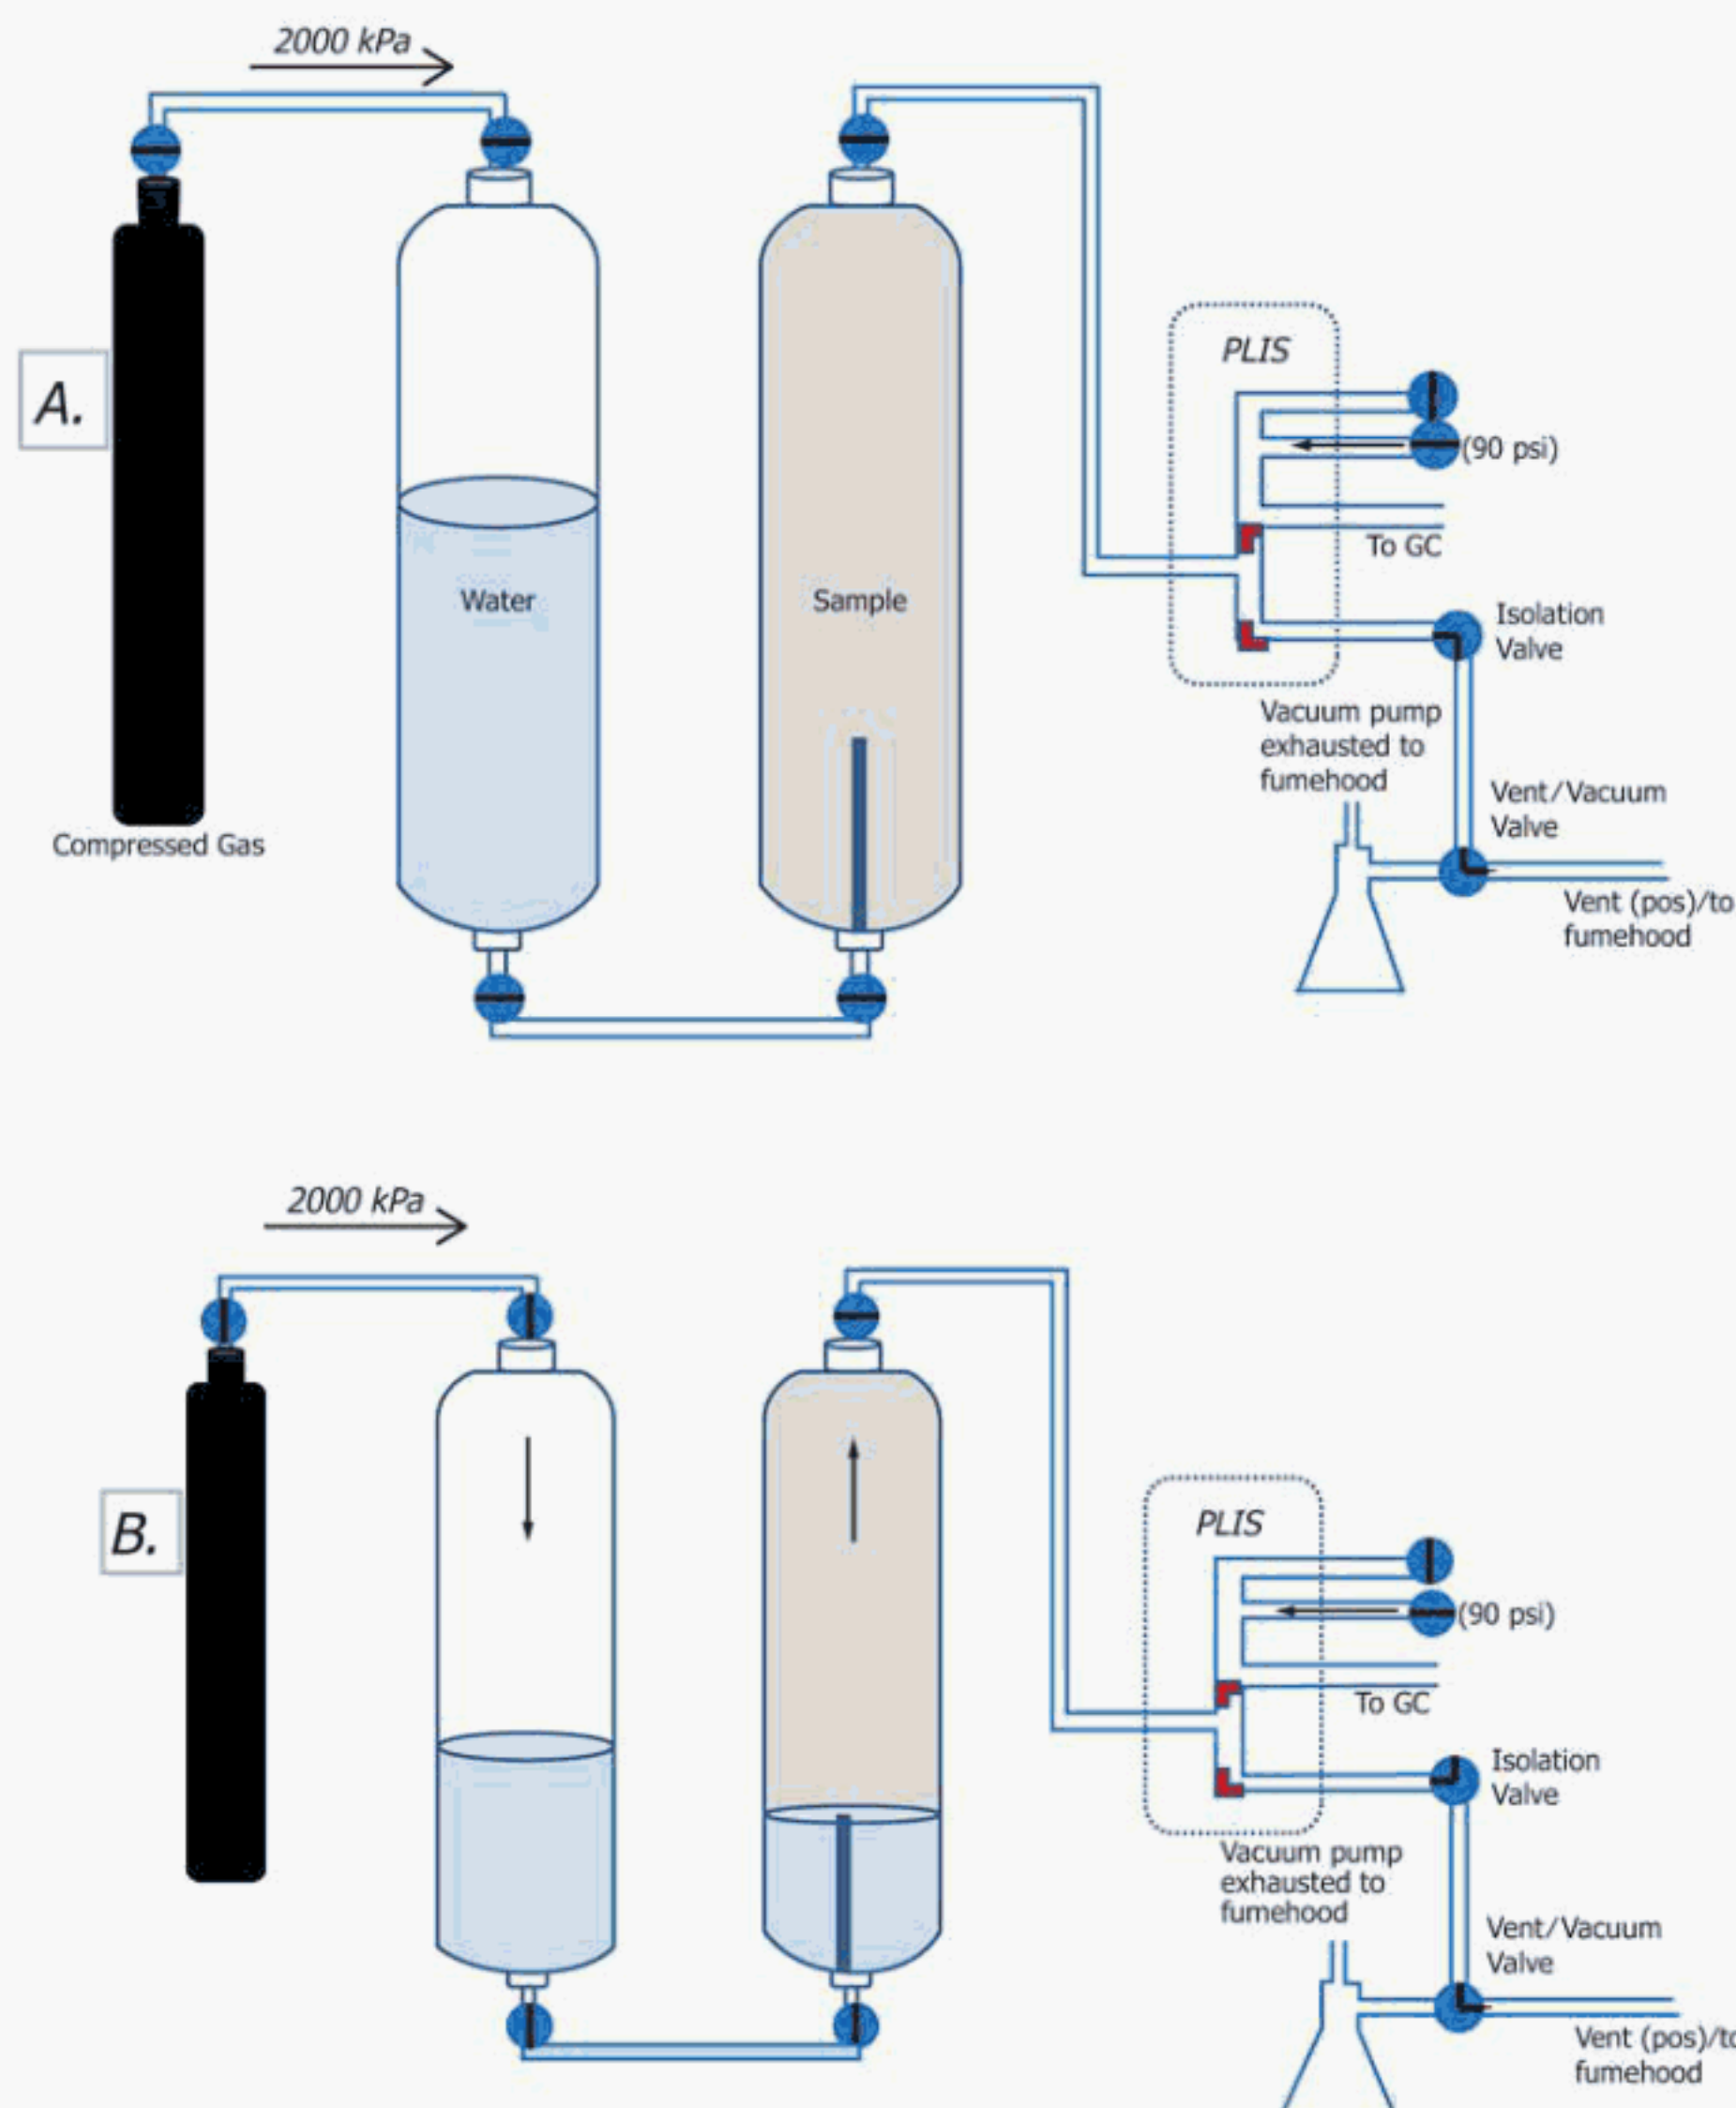 2000 kPa
A.
PLIS
(90 psi)
To GC
Water
Sample
Isolation
Valve
Vacuum pump
exhausted to
fumehood
Vent/Vacuum
Valve
Compressed Gas
Vent (pos)/to
fumehood
2000 kPa
B.
PLIS
(90 psi)
To GC
Isolation
Valve
Vacuum pump
exhausted to
fumehood
Vent/Vacuum
Valve
Vent (pos)/to
fumehood